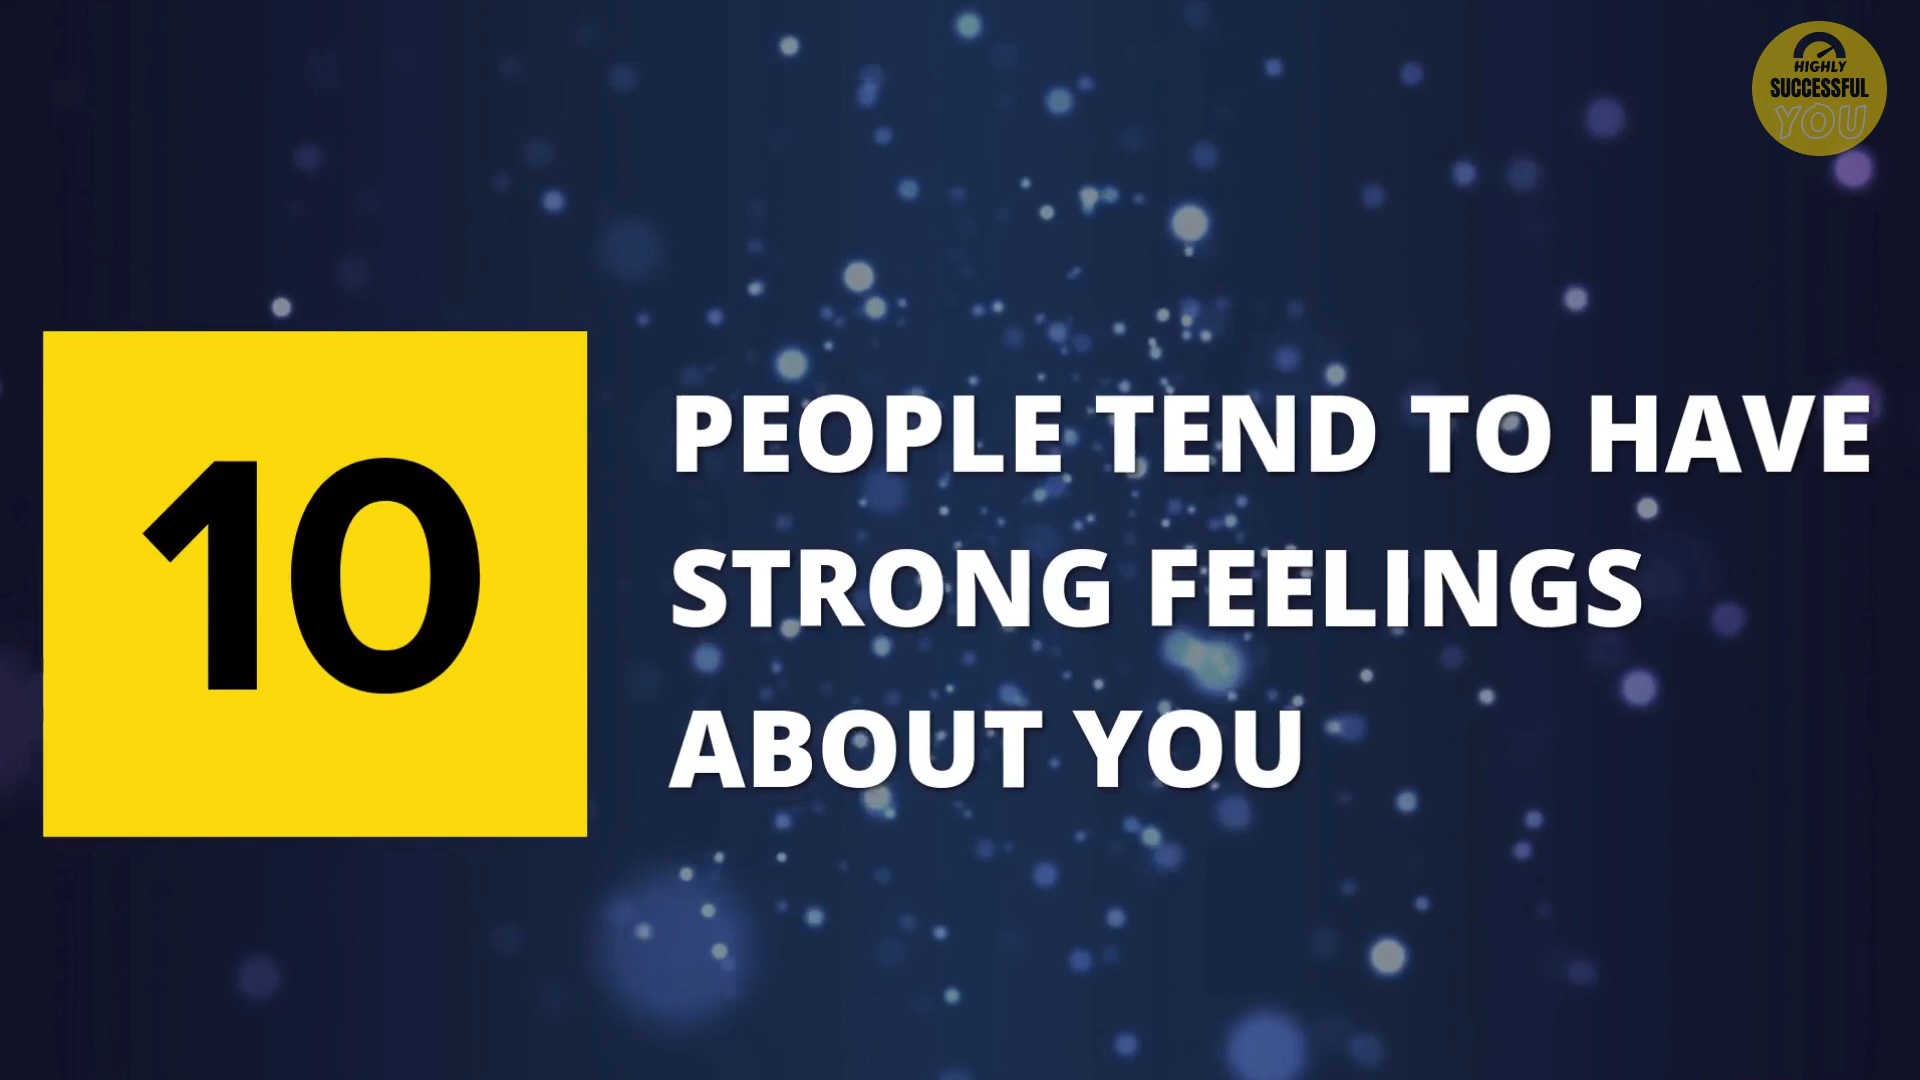 HIGHLY
SUCCESSFUL
YOU
10
PEOPLE TEND TO HAVE
STRONG FEELINGS
ABOUT YOU